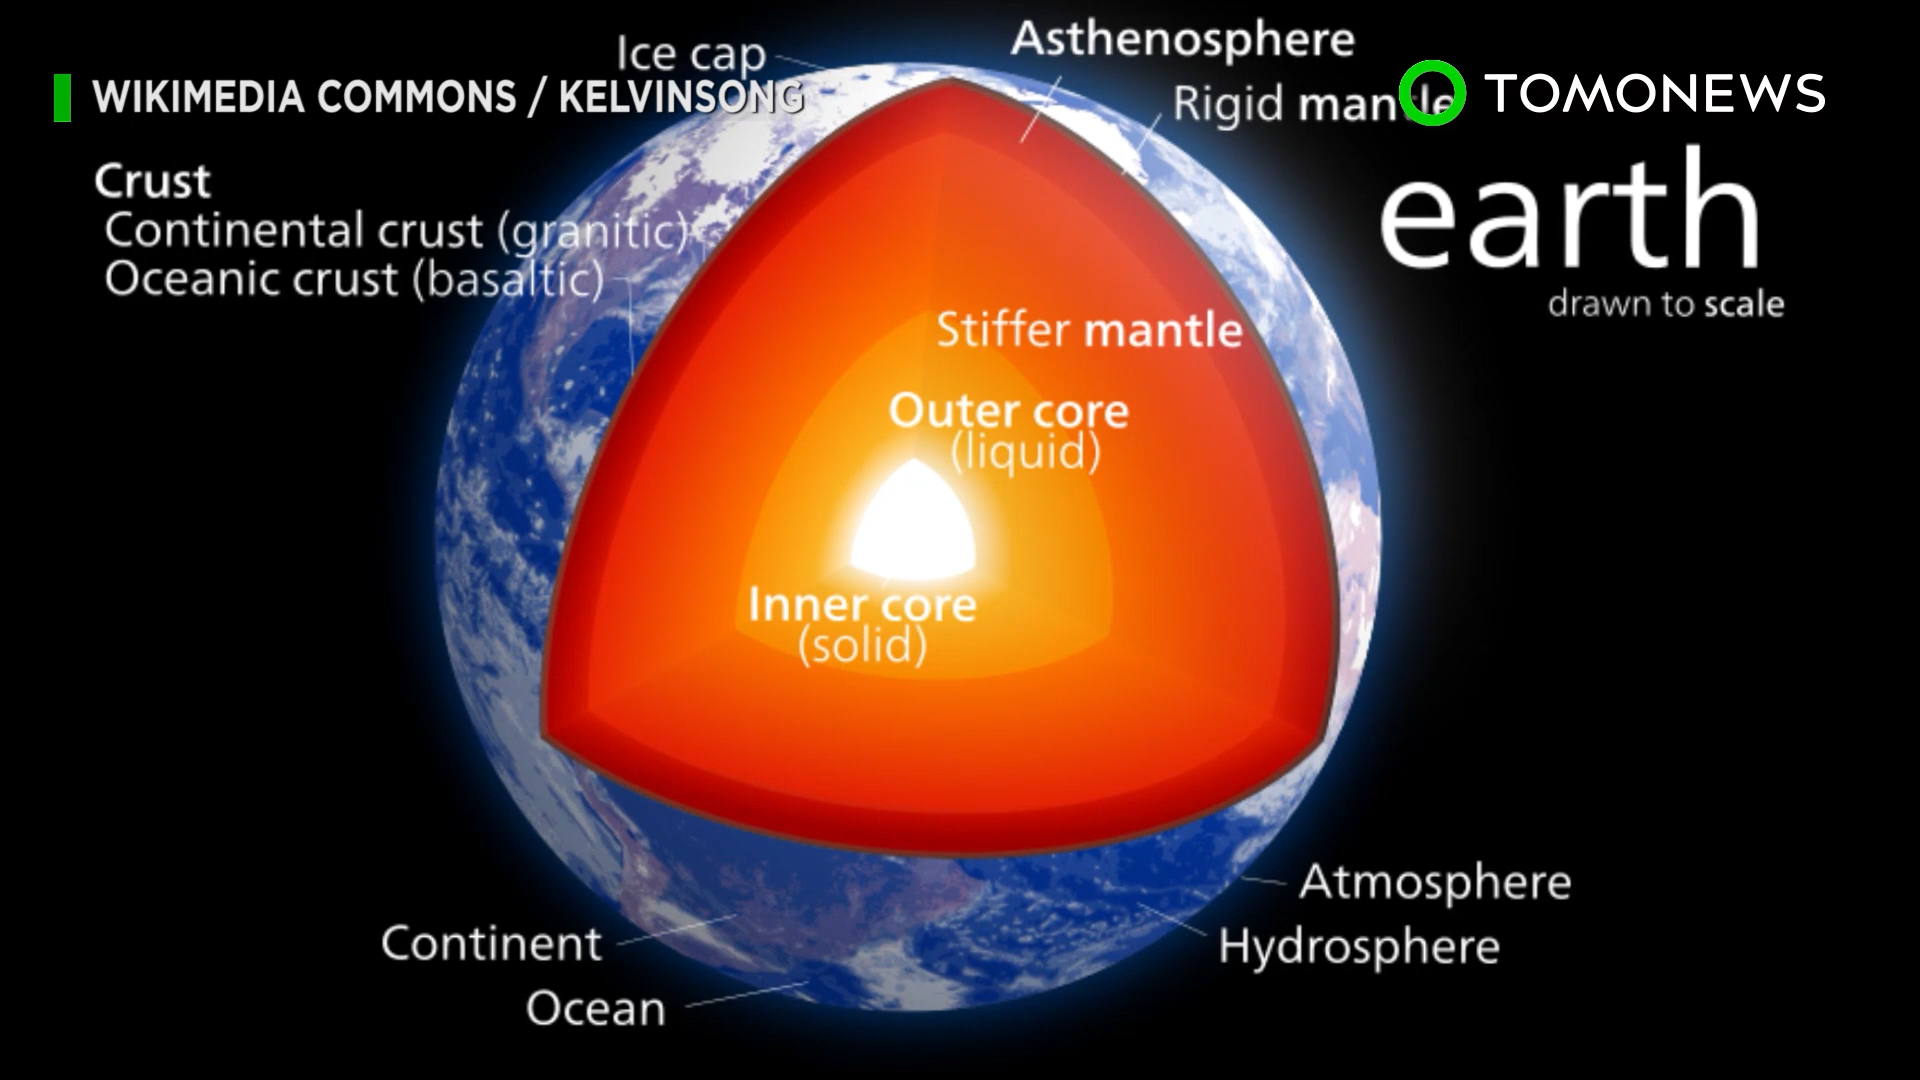 Ice cap
Asthenosphere
WIKIMEDIA COMMONS / KELVINSONG
Rigid mantle
TOMONEWS
Crust
Continental crust (granitic)
Oceanic crust (basaltic)
earth
drawn to scale
Stiffer mantle
Outer core
(liquid)
Inner core
(solid)
Atmosphere
Continent
Hydrosphere
Ocean